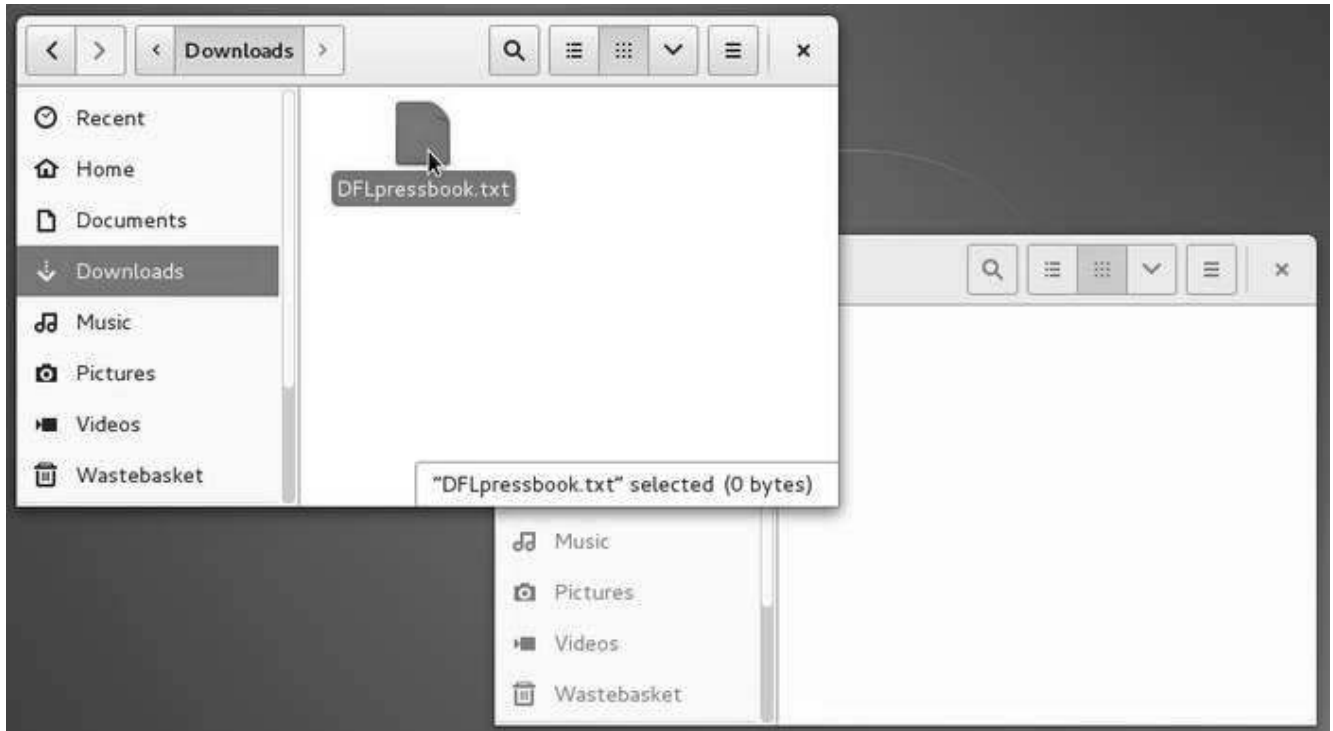 Downloads
Recent
Home
Documents
Downloads
Music
Pictures
Videos
Wastebasket
DFLpressbook.txt
"DFLpressbook.txt" selected (0 bytes)
Music
Pictures
Videos
Wastebasket